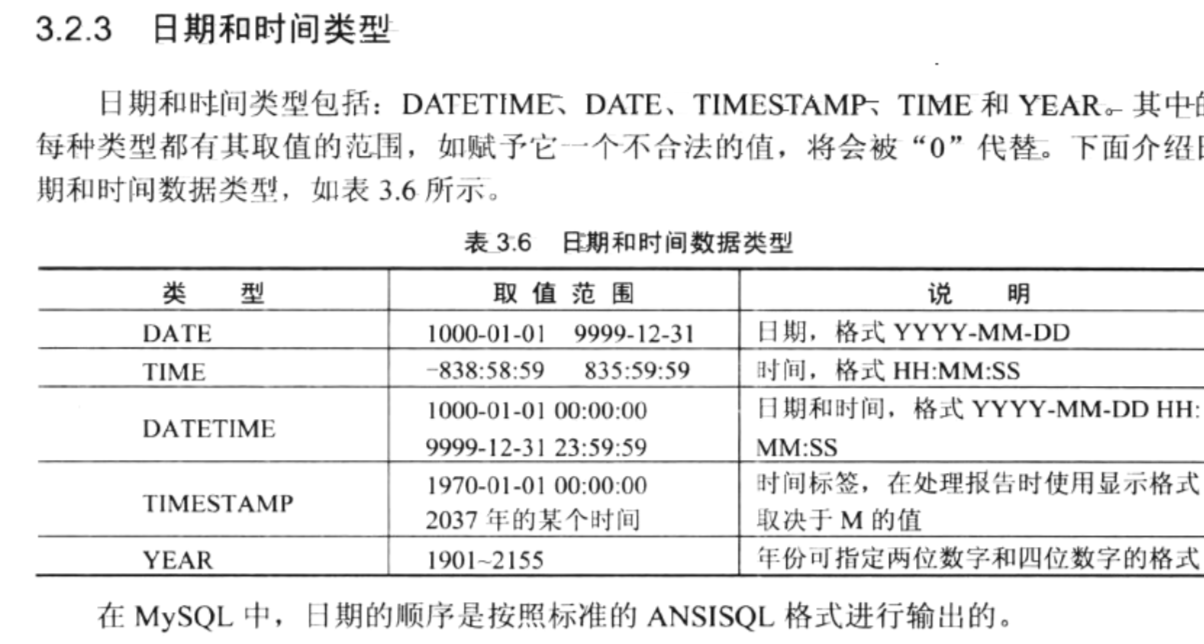 3.2.3 日期和时间类型
日期和时间类型包括：DATETIME、DATE、TIMESTAMP、TIME 和 YEAR。其中的
每种类型都有其取值的范围，如赋予它一个不合法的值，将会被“0”代替。下面介绍日
期和时间数据类型，如表 3.6 所示。
表 3.6 日期和时间数据类型
类 型 取 值 范 围 说 明
DATE 1000-01-01 9999-12-31 日期，格式 YYYY-MM-DD
TIME -838:58:59 835:59:59 时间，格式 HH:MM:SS
DATETIME 1000-01-01 00:00:00 日期和时间，格式 YYYY-MM-DD HH:
9999-12-31 23:59:59 MM:SS
TIMESTAMP 1970-01-01 00:00:00 时间标签，在处理报告时使用显示格式
2037 年的某个时间 取决于 M 的值
YEAR 1901~2155 年份可指定两位数字和四位数字的格式
在 MySQL 中，日期的顺序是按照标准的 ANSISQL 格式进行输出的。